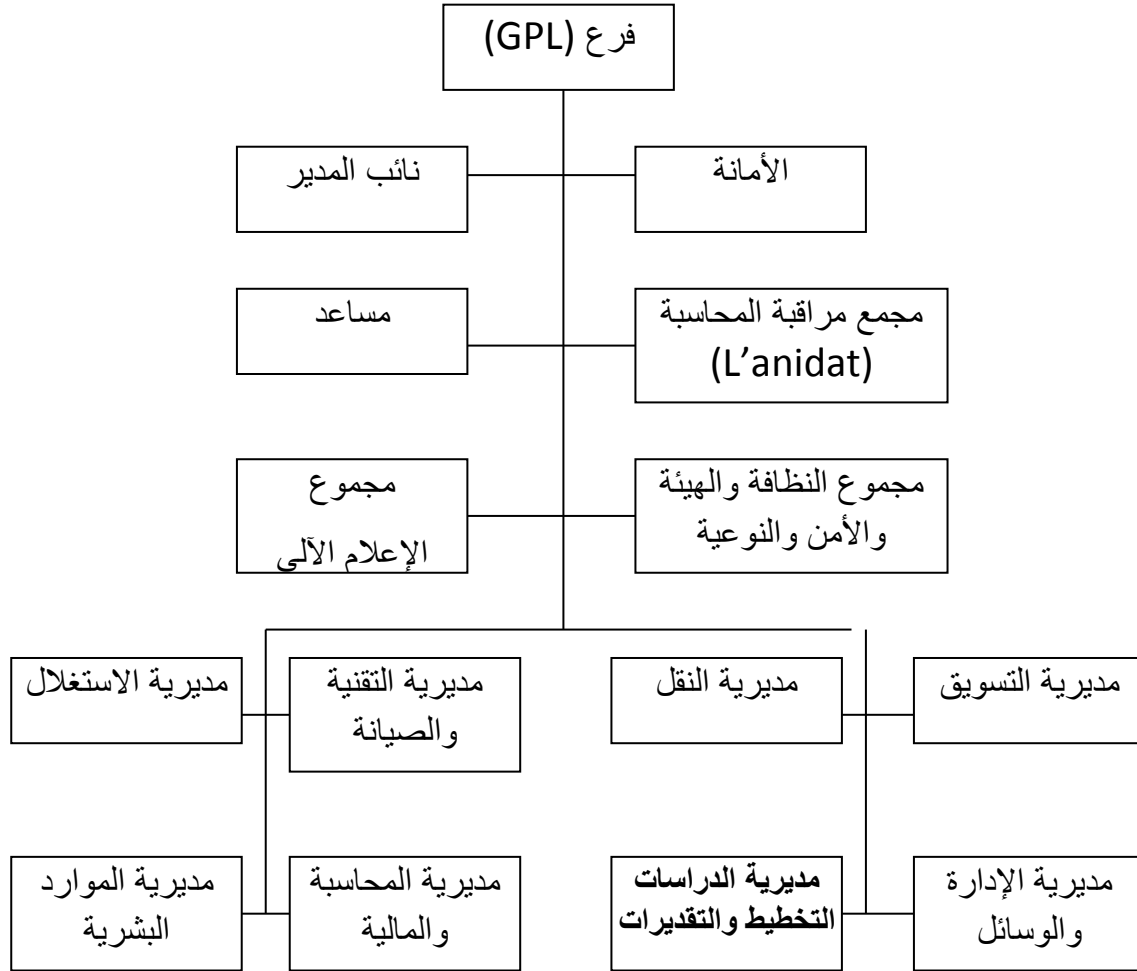 فرع (GPL)
الأمانة
نائب المدير
مجمع مراقبة المحاسبة
(L’anidat)
مساعد
مجموع النظافة والهيئة
والأمن والنوعية
مجموع
الإعلام الآلي
مديرية التسويق
مديرية النقل
مديرية التقنية
والصيانة
مديرية الاستغلال
مديرية الإدارة
والوسائل
مديرية الدراسات
التخطيط والتقديرات
مديرية المحاسبة
والمالية
مديرية الموارد
البشرية